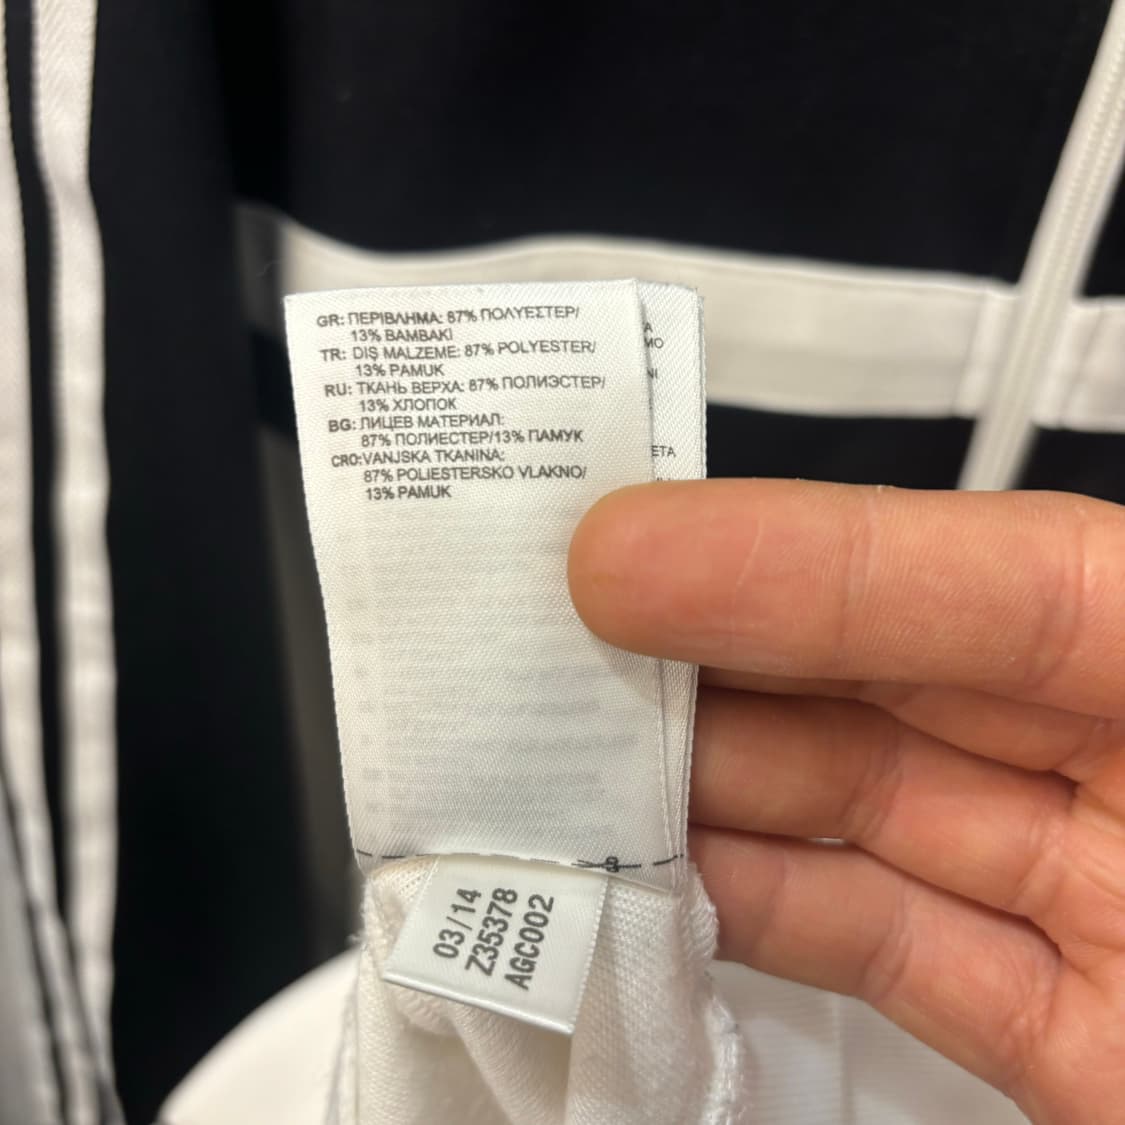 GR: ΠΕΡΙΒΛΗΜΑ: 87% ΠΟΛΥΕΣΤΕΡ/
13% ΒΑΜΒΑΚΙ
TR: DIŞ MALZEME: 87% POLYESTER/
13% PAMUK
RU: ТКАНЬ ВЕРХА: 87% ПОЛИЭСТЕР/
13% ХЛОПОК
BG: ЛИЦЕВ МАТЕРИАЛ:
87% ПОЛИЕСТЕР/13% ПАМУК
CRO:VANJSKA TKANINA:
87% POLIESTERSKO VLAKNO/
13% PAMUK
03/14
Z35378
AGC002